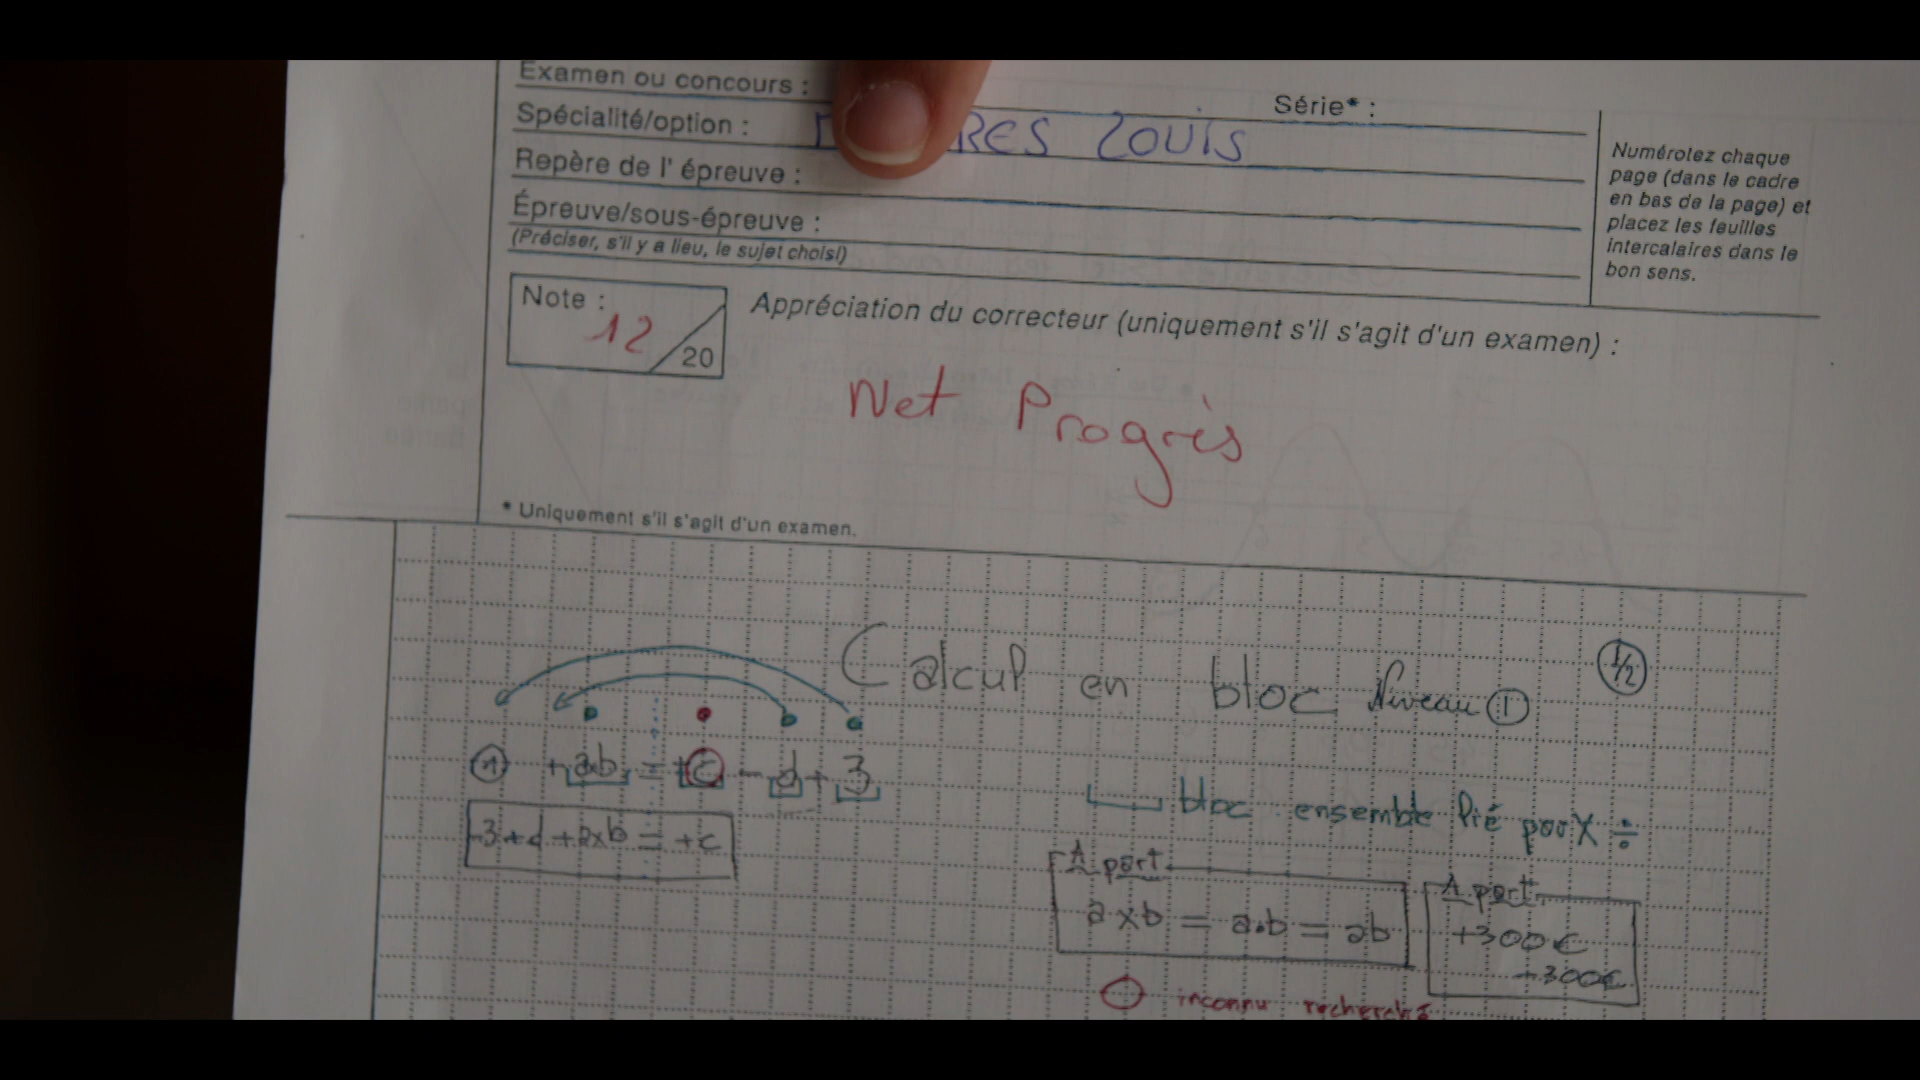 Examen ou concours :
Série* :
Spécialité/option : RES LOUIS
Repère de l' épreuve :
Épreuve/sous-épreuve :
(Préciser, s'il y a lieu, le sujet choisi)
Numérotez chaque
page (dans le cadre
en bas de la page) et
placez les feuilles
intercalaires dans le
bon sens.
Note :
12/20
Appréciation du correcteur (uniquement s'il s'agit d'un examen) :
Net Progrès
* Uniquement s'il s'agit d'un examen.
Calcul en bloc Niveau ①
1/2
① +ab = +c - d + 3
-3+d+axb = +c
bloc ensemble lié par X ÷
A part
axb = a.b = ab
A part
+300€
-300€
inconnu recherché